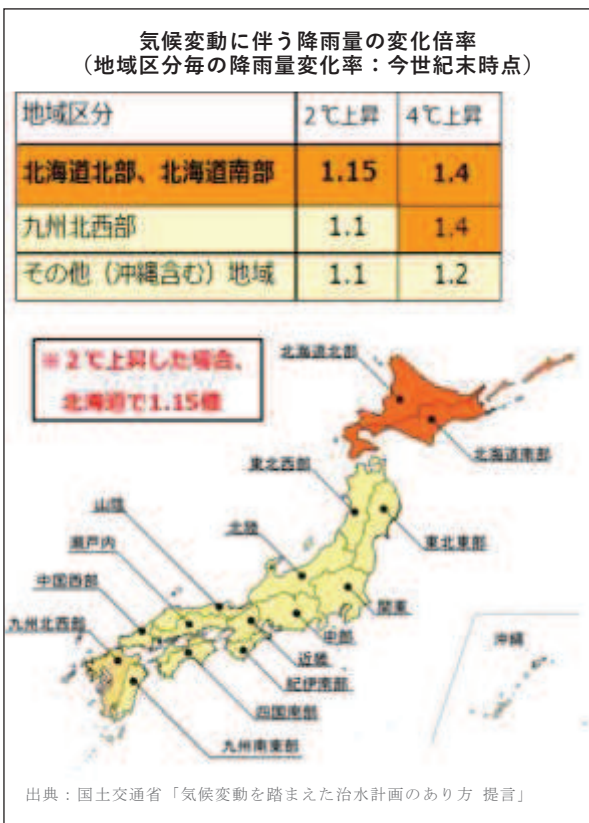 気候変動に伴う降雨量の変化倍率
（地域区分毎の降雨量変化率：今世紀末時点）
地域区分 2℃上昇 4℃上昇
北海道北部、北海道南部 1.15 1.4
九州北西部 1.1 1.4
その他（沖縄含む）地域 1.1 1.2
※2℃上昇した場合、
北海道で1.15倍
北海道北部
北海道南部
東北西部
東北東部
山陰
北陸
瀬戸内
中国西部
関東
九州北西部
中部
沖縄
近畿
紀伊南部
四国南部
九州南東部
出典：国土交通省「気候変動を踏まえた治水計画のあり方 提言」